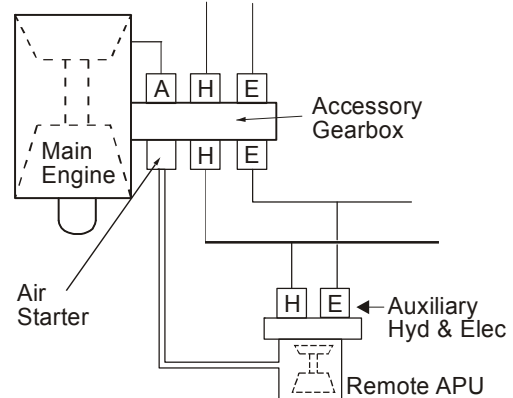 A H E
Accessory
Gearbox
Main
Engine
H E
Air
Starter
H E
Auxiliary
Hyd & Elec
Remote APU